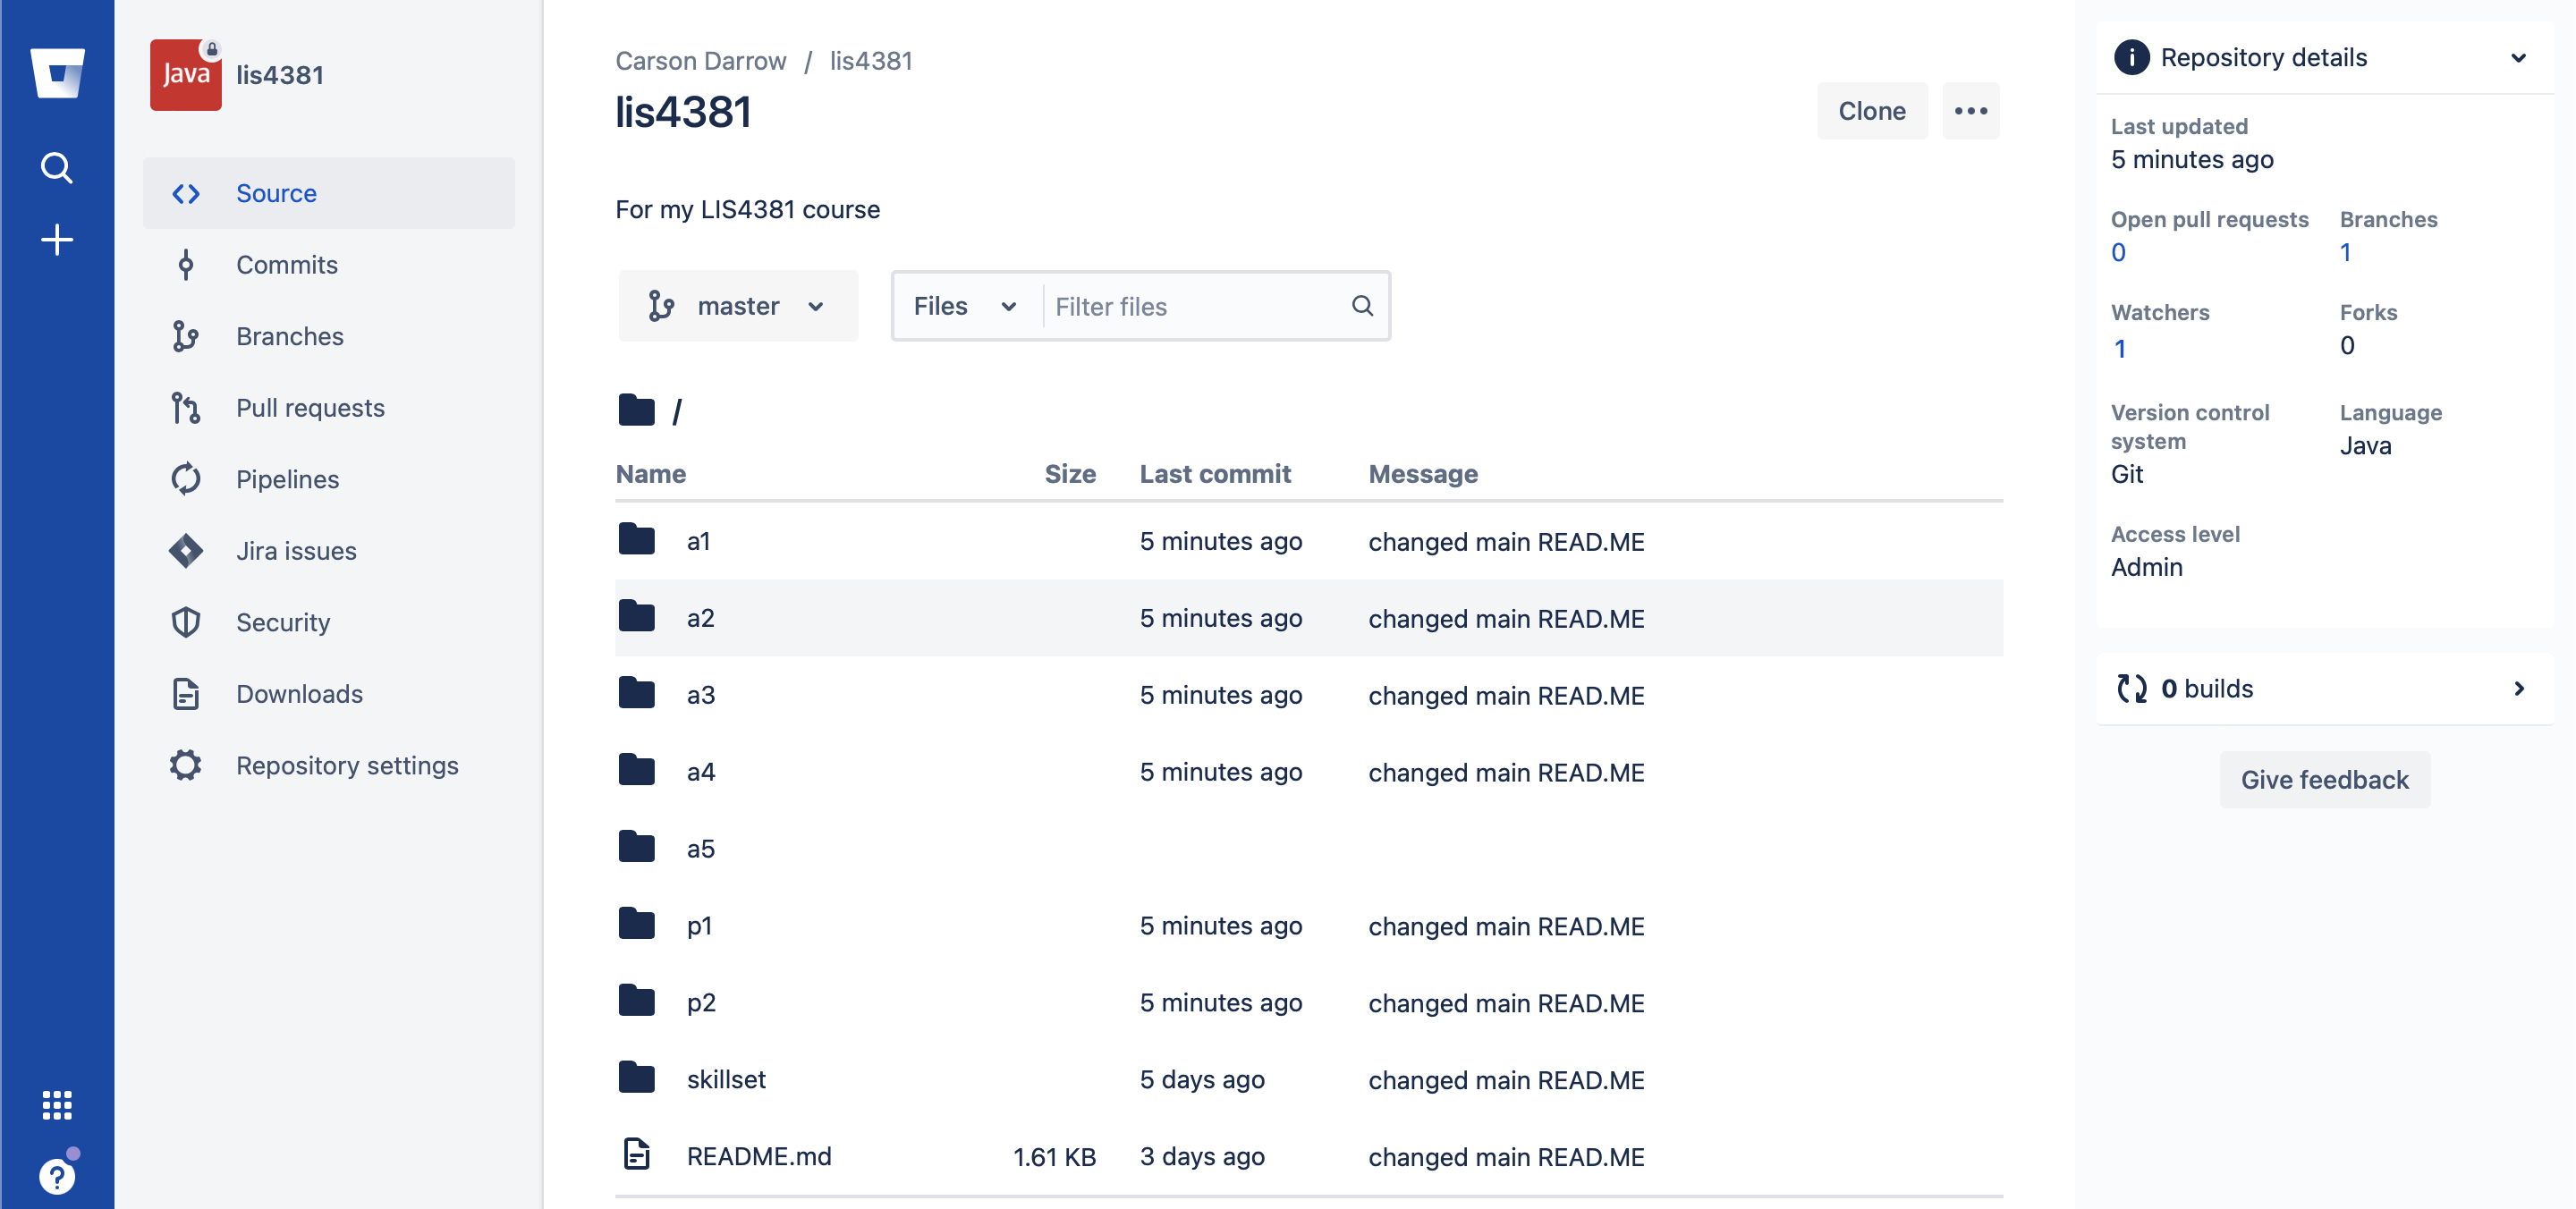 Java
lis4381
Source
Commits
Branches
Pull requests
Pipelines
Jira issues
Security
Downloads
Repository settings
?
Carson Darrow / lis4381
lis4381
Clone
For my LIS4381 course
master
Files
Filter files
/
Name Size Last commit Message
a1 5 minutes ago changed main READ.ME
a2 5 minutes ago changed main READ.ME
a3 5 minutes ago changed main READ.ME
a4 5 minutes ago changed main READ.ME
a5
p1 5 minutes ago changed main READ.ME
p2 5 minutes ago changed main READ.ME
skillset 5 days ago changed main READ.ME
README.md 1.61 KB 3 days ago changed main READ.ME
i Repository details
Last updated
5 minutes ago
Open pull requests Branches
0 1
Watchers Forks
1 0
Version control Language
system Java
Git
Access level
Admin
0 builds
Give feedback